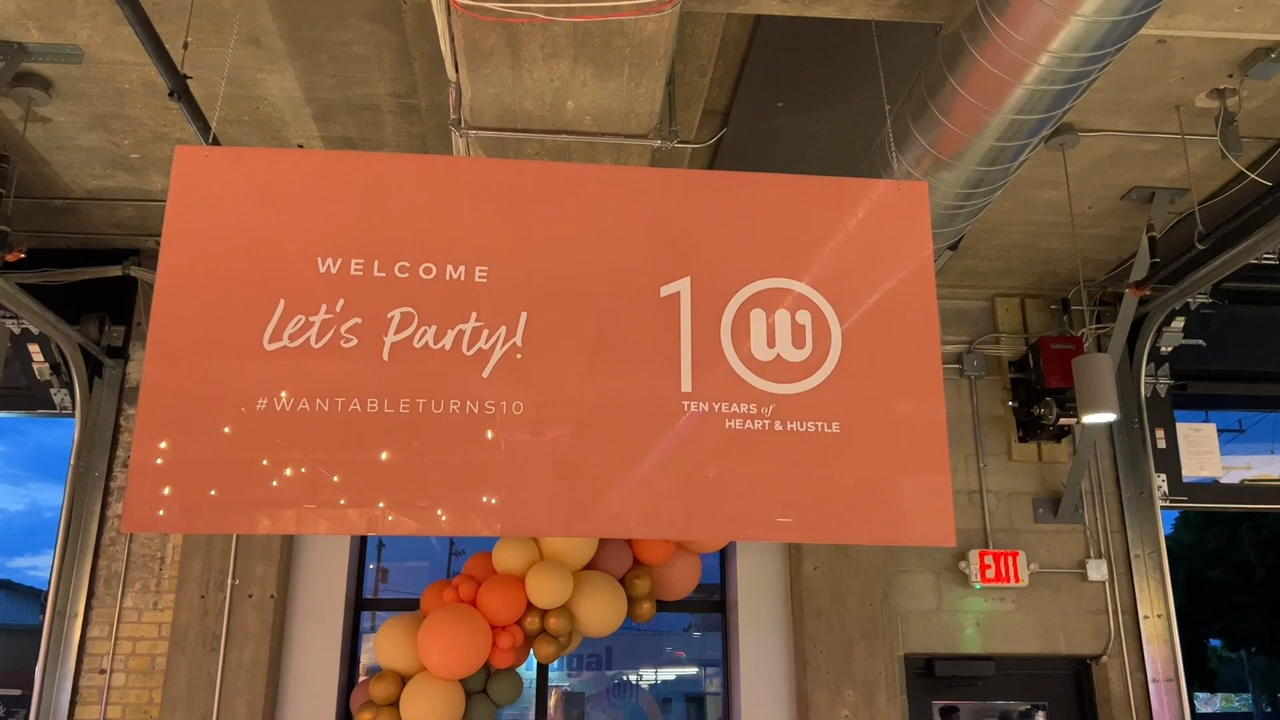 WELCOME
Let's Party!
#WANTABLETURNS10
10
W
TEN YEARS of
HEART & HUSTLE
EXIT